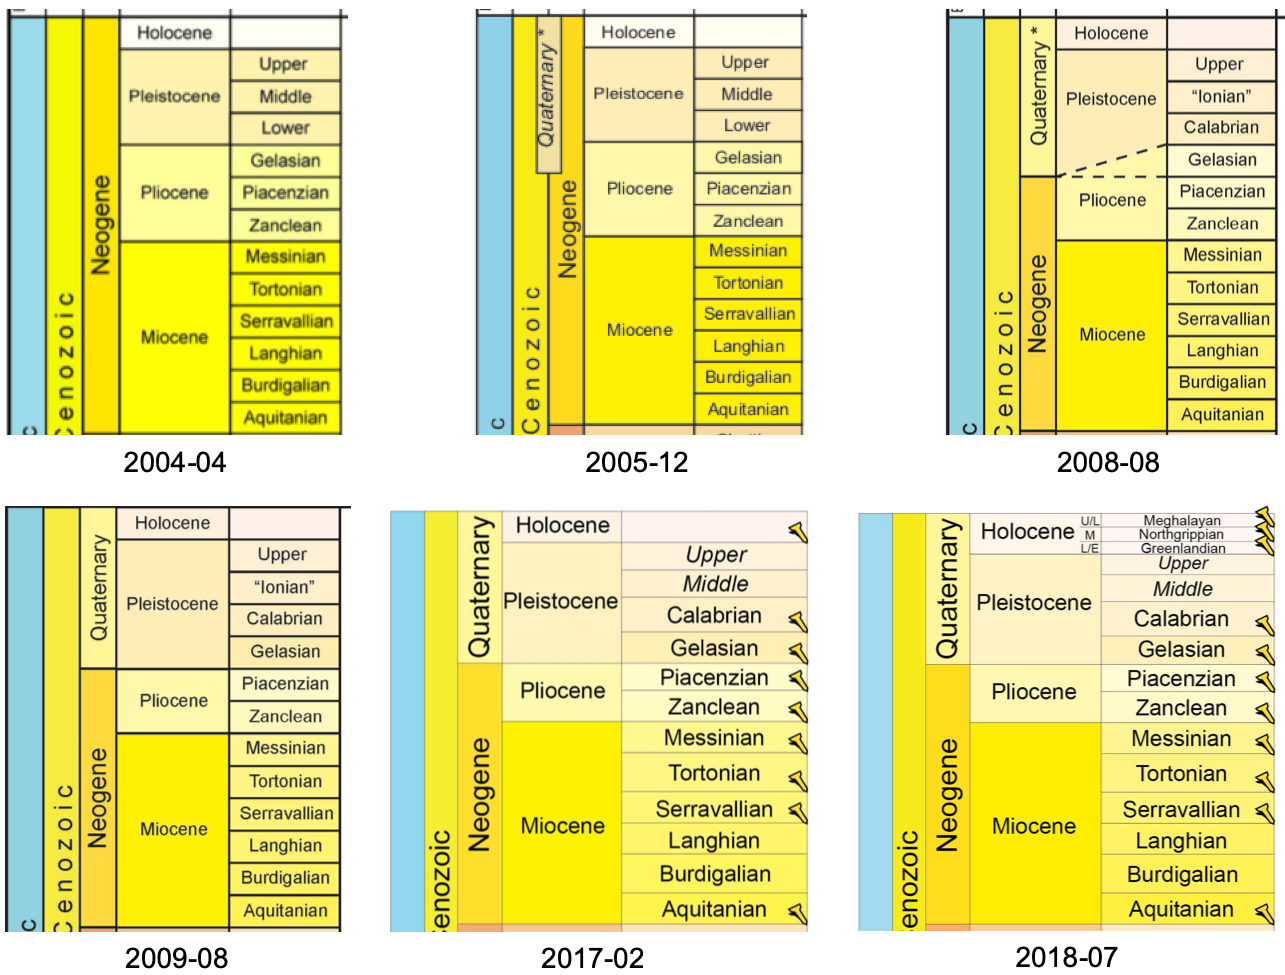 Holocene
Pleistocene
Pliocene
Miocene
Upper
Middle
Lower
Gelasian
Piacenzian
Zanclean
Messinian
Tortonian
Serravallian
Langhian
Burdigalian
Aquitanian
Neogene
Cenozoic
C
2004-04
Quaternary *
Holocene
Pleistocene
Pliocene
Miocene
Upper
Middle
Lower
Gelasian
Piacenzian
Zanclean
Messinian
Tortonian
Serravallian
Langhian
Burdigalian
Aquitanian
Neogene
Cenozoic
C
2005-12
Quaternary *
Holocene
Pleistocene
Pliocene
Miocene
Upper
“Ionian”
Calabrian
Gelasian
Piacenzian
Zanclean
Messinian
Tortonian
Serravallian
Langhian
Burdigalian
Aquitanian
Neogene
Cenozoic
C
2008-08
Quaternary
Holocene
Pleistocene
Pliocene
Miocene
Upper
“Ionian”
Calabrian
Gelasian
Piacenzian
Zanclean
Messinian
Tortonian
Serravallian
Langhian
Burdigalian
Aquitanian
Neogene
Cenozoic
C
2009-08
Quaternary
Holocene
Pleistocene
Pliocene
Miocene
Upper
Middle
Calabrian
Gelasian
Piacenzian
Zanclean
Messinian
Tortonian
Serravallian
Langhian
Burdigalian
Aquitanian
Neogene
enozoic
2017-02
Quaternary
Holocene
U/L Meghalayan
M Northgrippian
L/E Greenlandian
Pleistocene
Pliocene
Miocene
Upper
Middle
Calabrian
Gelasian
Piacenzian
Zanclean
Messinian
Tortonian
Serravallian
Langhian
Burdigalian
Aquitanian
Neogene
enozoic
2018-07